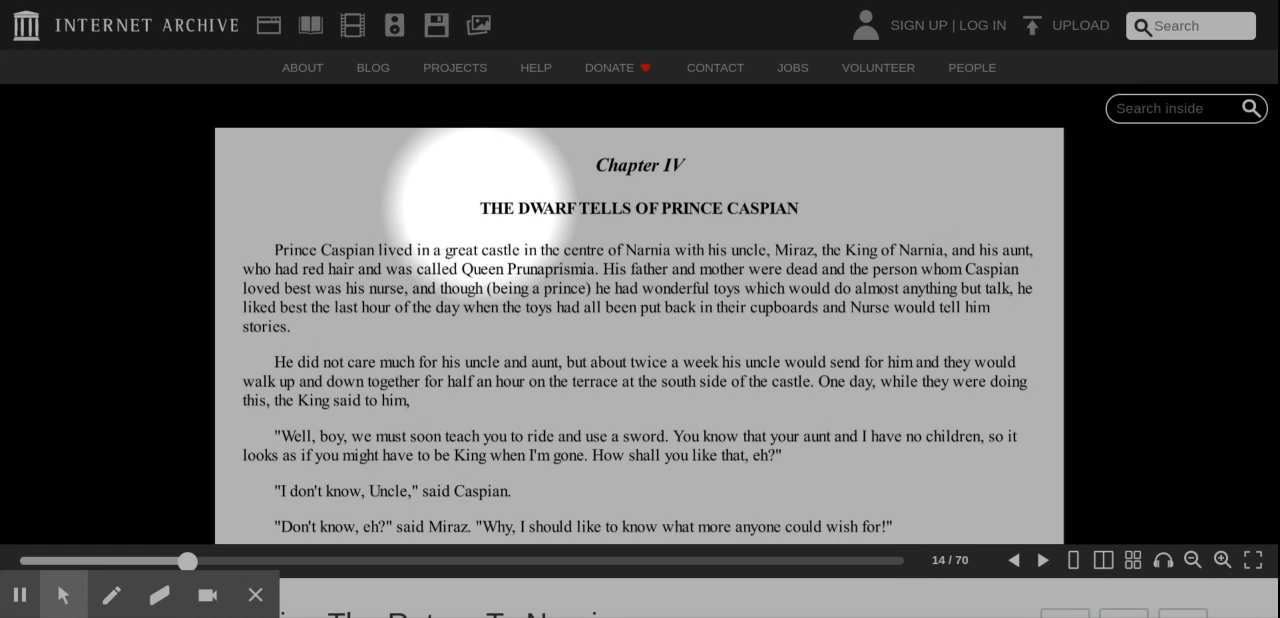 INTERNET ARCHIVE
SIGN UP | LOG IN
UPLOAD
Search
ABOUT
BLOG
PROJECTS
HELP
DONATE
CONTACT
JOBS
VOLUNTEER
PEOPLE
Search inside
Chapter IV
THE DWARF TELLS OF PRINCE CASPIAN
Prince Caspian lived in a great castle in the centre of Narnia with his uncle, Miraz, the King of Narnia, and his aunt,
who had red hair and was called Queen Prunaprismia. His father and mother were dead and the person whom Caspian
loved best was his nurse, and though (being a prince) he had wonderful toys which would do almost anything but talk, he
liked best the last hour of the day when the toys had all been put back in their cupboards and Nurse would tell him
stories.
He did not care much for his uncle and aunt, but about twice a week his uncle would send for him and they would
walk up and down together for half an hour on the terrace at the south side of the castle. One day, while they were doing
this, the King said to him,
"Well, boy, we must soon teach you to ride and use a sword. You know that your aunt and I have no children, so it
looks as if you might have to be King when I'm gone. How shall you like that, eh?"
"I don't know, Uncle," said Caspian.
"Don't know, eh?" said Miraz. "Why, I should like to know what more anyone could wish for!"
14 / 70